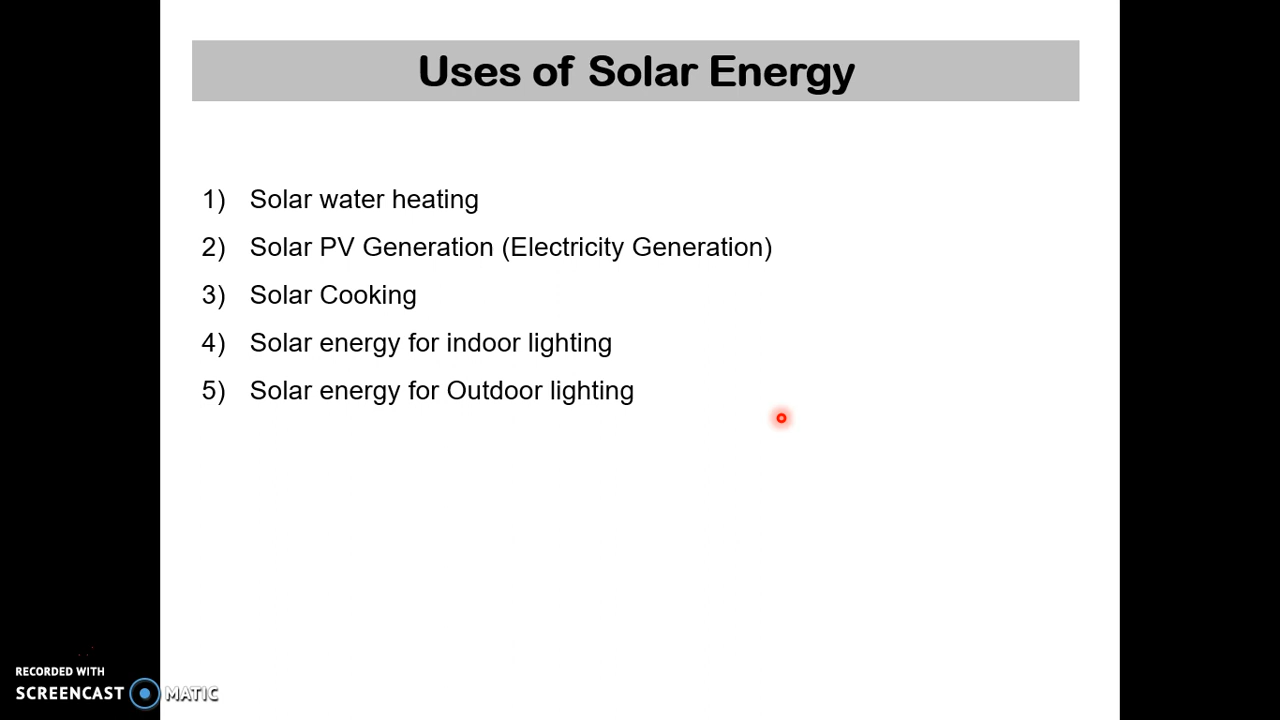 Uses of Solar Energy
1) Solar water heating
2) Solar PV Generation (Electricity Generation)
3) Solar Cooking
4) Solar energy for indoor lighting
5) Solar energy for Outdoor lighting
RECORDED WITH
SCREENCAST MATIC